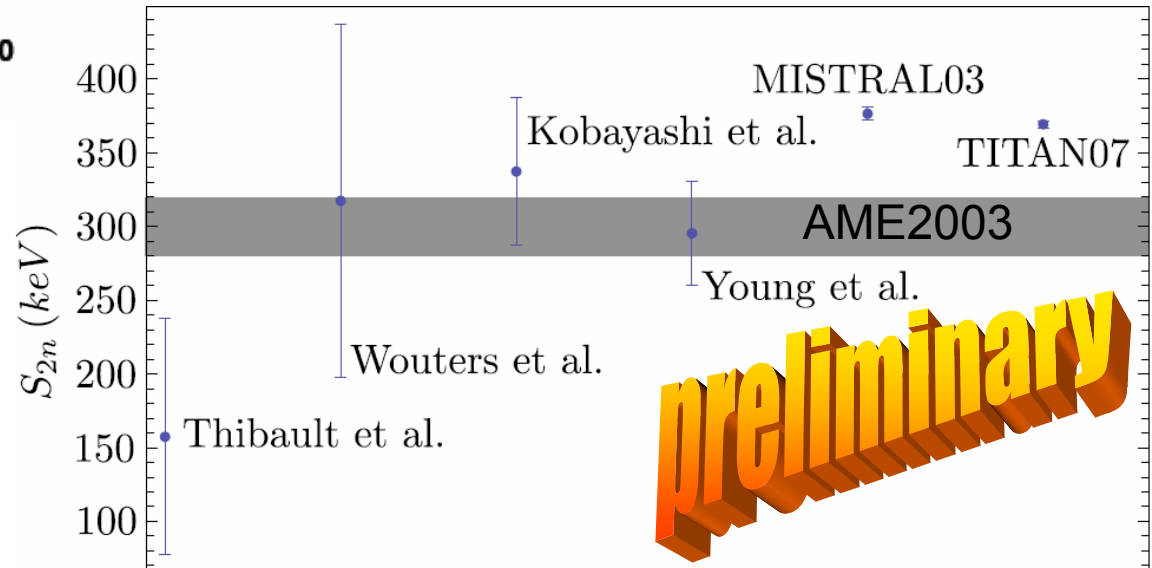 0
400
350
300
250
200
150
100
S2n (keV)
MISTRAL03
Kobayashi et al.
TITAN07
AME2003
Young et al.
Wouters et al.
Thibault et al.
preliminary